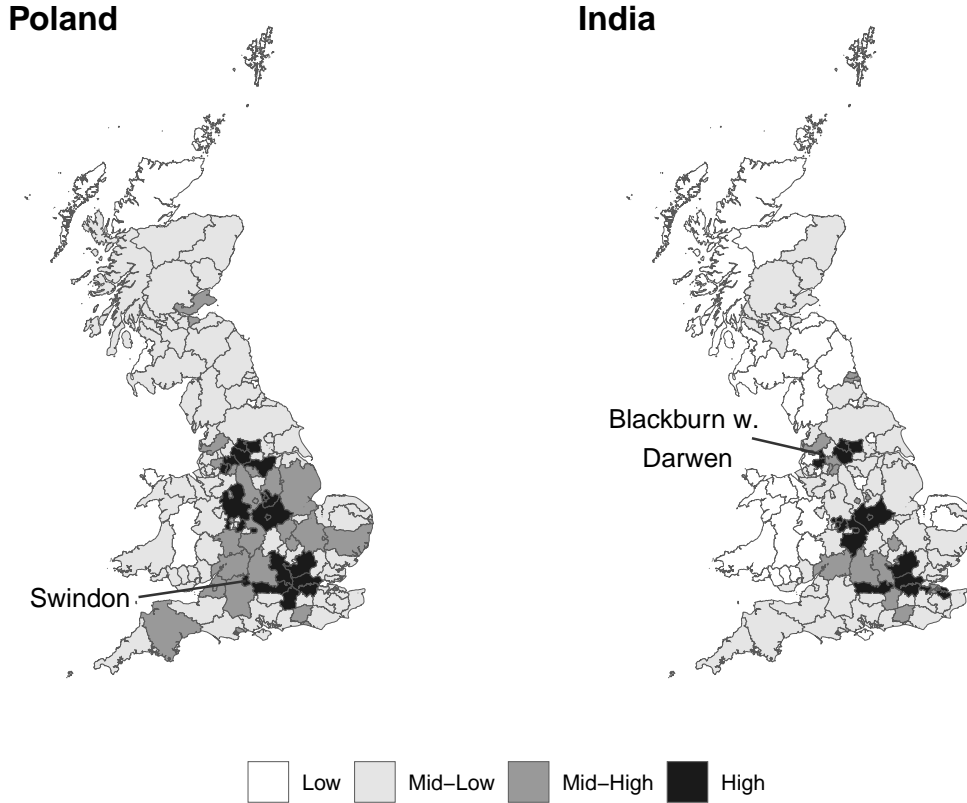 Poland
India
Blackburn w.
Darwen
Swindon
Low
Mid–Low
Mid–High
High